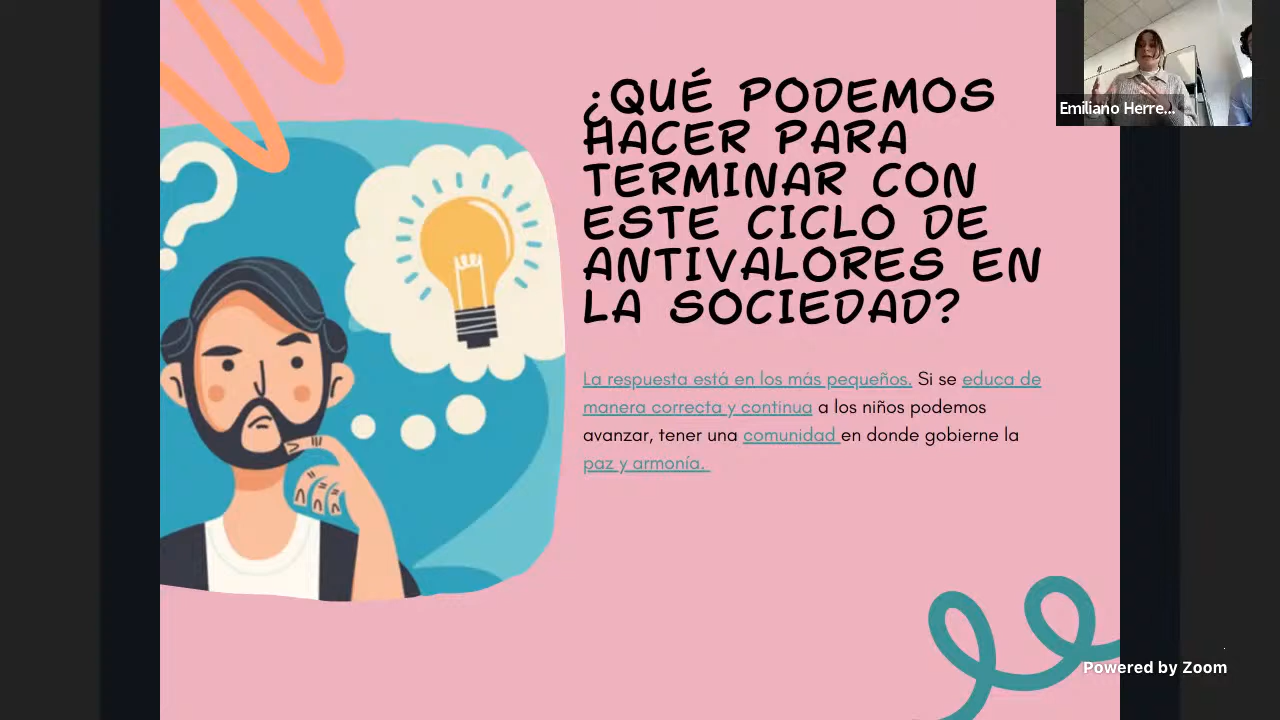 ¿QUÉ PODEMOS
HACER PARA
TERMINAR CON
ESTE CICLO DE
ANTIVALORES EN
LA SOCIEDAD?
La respuesta está en los más pequeños. Si se educa de
manera correcta y continua a los niños podemos
avanzar, tener una comunidad en donde gobierne la
paz y armonía.
Emiliano Herre...
Powered by Zoom